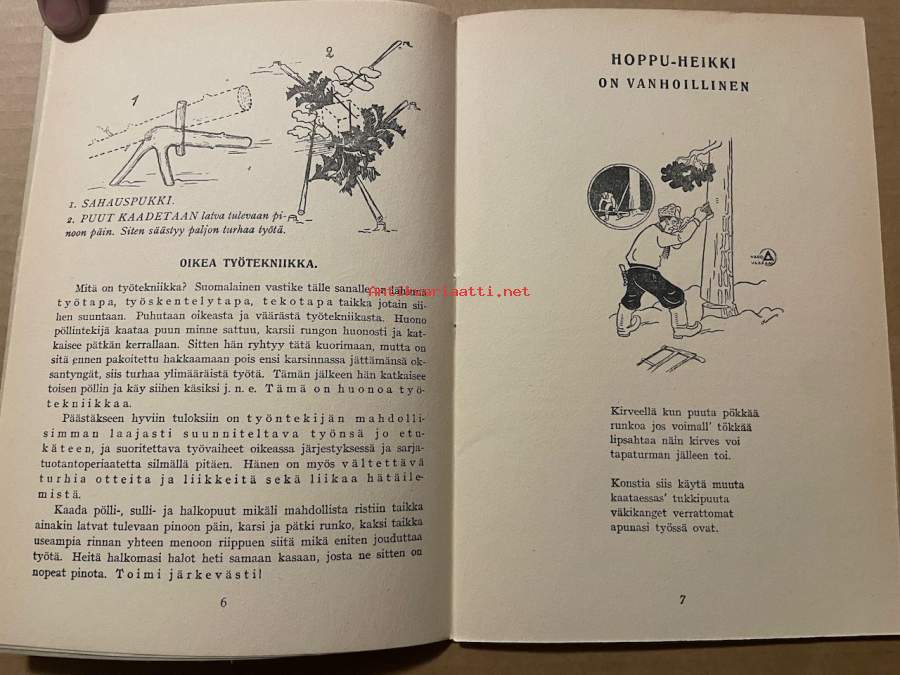 1
2
1. SAHAUSPUKKI.
2. PUUT KAADETAAN latva tulevaan pi-
noon päin. Siten säästyy paljon turhaa työtä.
OIKEA TYÖTEKNIIKKA.
Mitä on työtekniikka? Suomalainen vastike tälle sanalle on lähinnä
työtapa, työskentelytapa, tekotapa taikka jotain sii-
hen suuntaan. Puhutaan oikeasta ja väärästä työtekniikasta. Huono
pöllintekijä kaataa puun minne sattuu, karsii rungon huonosti ja kat-
kaisee pätkän kerrallaan. Sitten hän ryhtyy tätä kuorimaan, mutta on
sitä ennen pakoitettu hakkaamaan pois ensi karsinnassa jättämänsä ok-
santyngät, siis turhaa ylimääräistä työtä. Tämän jälkeen hän katkaisee
toisen pöllin ja käy siihen käsiksi j. n. e. Tämä on huonoa työ-
tekniikkaa.
Päästäkseen hyviin tuloksiin on työntekijän mahdolli-
simman laajasti suunniteltava työnsä jo etu-
käteen, ja suoritettava työvaiheet oikeassa järjestyksessä ja sarja-
tuotantoperiaatetta silmällä pitäen. Hänen on myös vältettävä
turhia otteita ja liikkeitä sekä liikaa hätäile-
mistä.
Kaada pölli-, sulli- ja halkopuut mikäli mahdollista ristiin taikka
ainakin latvat tulevaan pinoon päin, karsi ja pätki runko, kaksi taikka
useampia rinnan yhteen menoon riippuen siitä mikä eniten jouduttaa
työtä. Heitä halkomasi halot heti samaan kasaan, josta ne sitten on
nopeat pinota. Toimi järkevästi!
6
Antikvariaatti.net
HOPPU-HEIKKI
ON VANHOILLINEN
Kirveellä kun puuta pökkää
runkoa jos voimall' tökkää
lipsahtaa näin kirves voi
tapaturman jälleen toi.
Konstia siis käytä muuta
kaataessas' tukkipuuta
väkikanget verrattomat
apunasi työssä ovat.
7